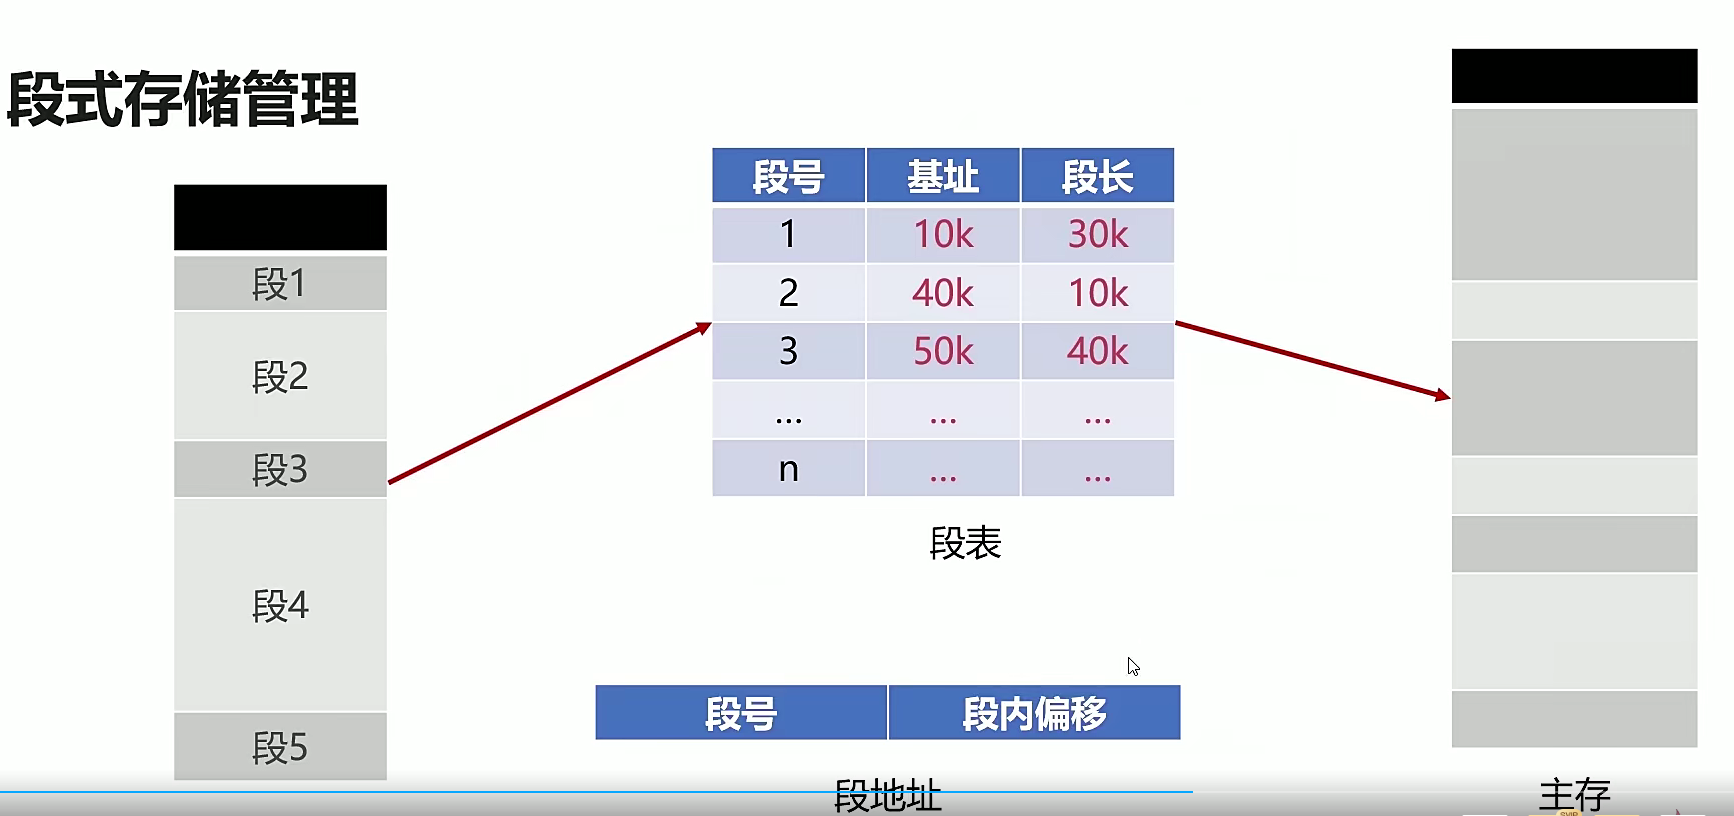 段式存储管理
段1
段2
段3
段4
段5
段号 基址 段长
1 10k 30k
2 40k 10k
3 50k 40k
... ... ...
n ... ...
段表
段号 段内偏移
段地址
主存
SVIP